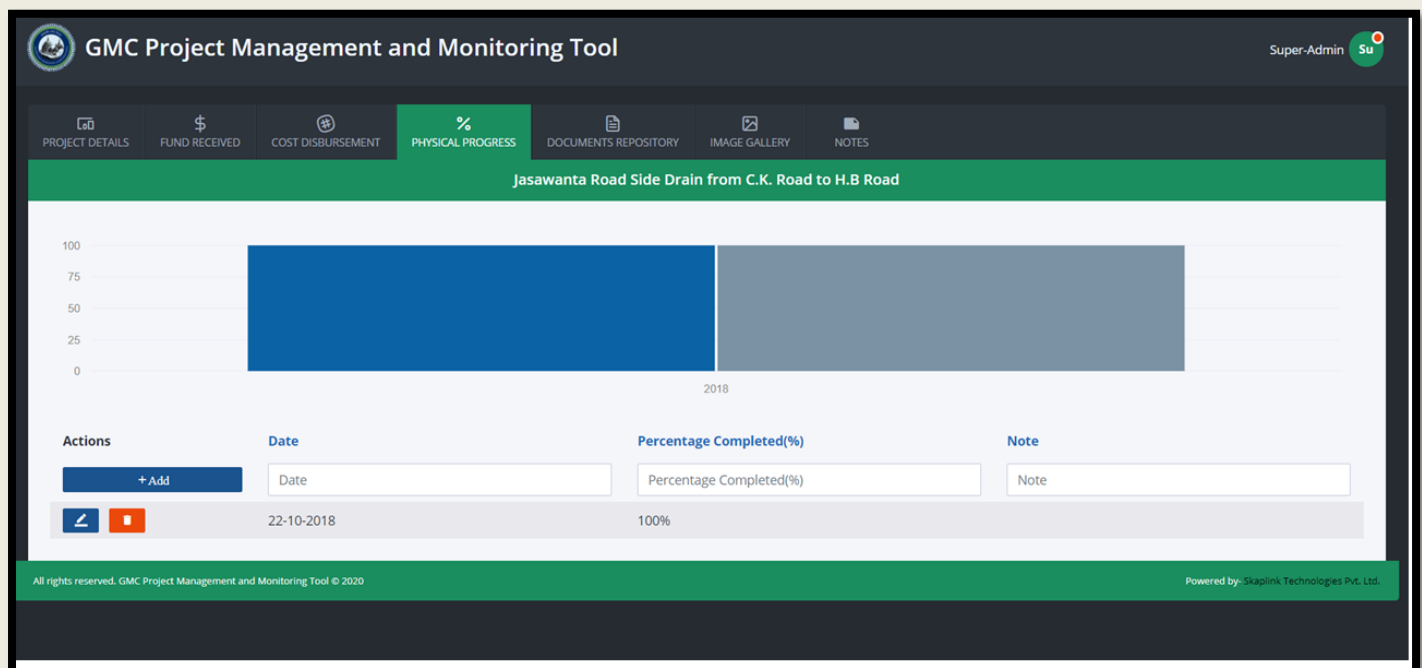 GMC Project Management and Monitoring Tool
Super-Admin Su
PROJECT DETAILS FUND RECEIVED COST DISBURSEMENT PHYSICAL PROGRESS DOCUMENTS REPOSITORY IMAGE GALLERY NOTES
Jasawanta Road Side Drain from C.K. Road to H.B Road
100
75
50
25
0
2018
Actions Date Percentage Completed(%) Note
+Add Date Percentage Completed(%) Note
22-10-2018 100%
All rights reserved. GMC Project Management and Monitoring Tool © 2020 Powered by- Skaplink Technologies Pvt. Ltd.